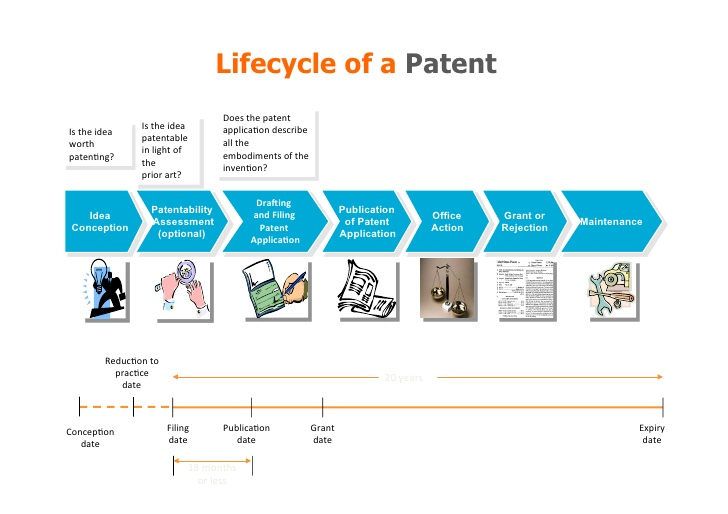 Lifecycle of a Patent
Is the idea
worth
patenting?
Is the idea
patentable
in light of
the
prior art?
Does the patent
application describe
all the
embodiments of the
invention?
Idea
Conception
Patentability
Assessment
(optional)
Drafting
and Filing
Patent
Application
Publication
of Patent
Application
Office
Action
Grant or
Rejection
Maintenance
Reduction to
practice
date
20 years
Conception
date
Filing
date
Publication
date
Grant
date
Expiry
date
18 months
or less